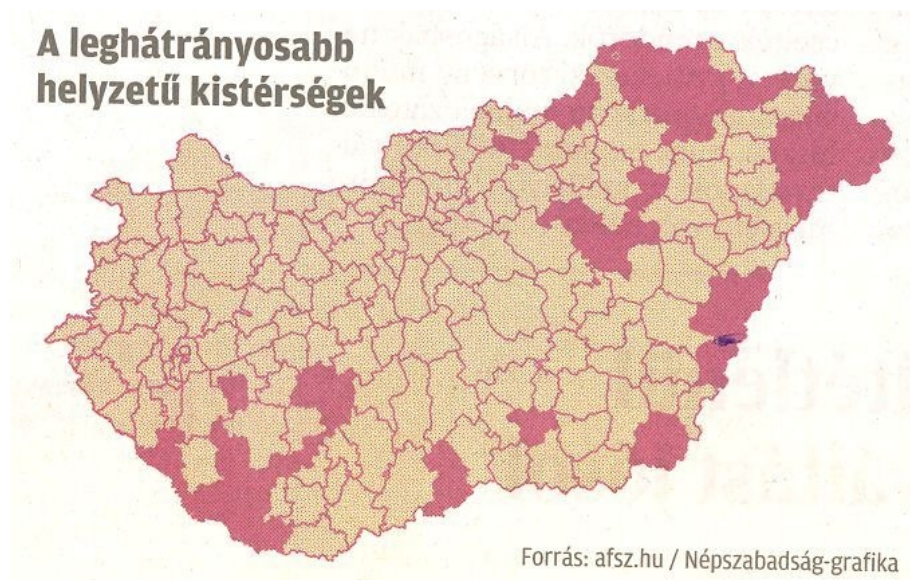 A leghátrányosabb
helyzetű kistérségek
Forrás: afsz.hu / Népszabadság-grafika